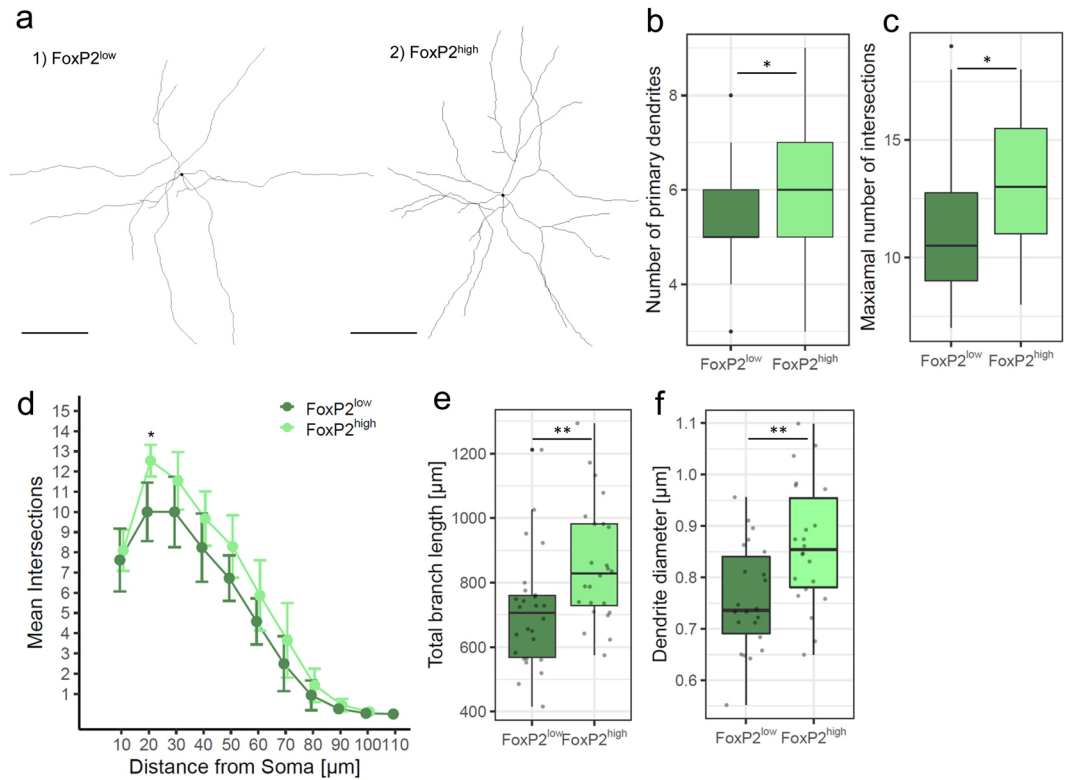 a
1) FoxP2low
2) FoxP2high
b
Number of primary dendrites
8
6
4
*
FoxP2low
FoxP2high
c
Maxiamal number of intersections
15
10
*
FoxP2low
FoxP2high
d
Mean Intersections
15
14
13
12
11
10
9
8
7
6
5
4
3
2
1
*
FoxP2low
FoxP2high
10 20 30 40 50 60 70 80 90 100 110
Distance from Soma [µm]
e
Total branch length [µm]
1200
1000
800
600
400
**
FoxP2low
FoxP2high
f
Dendrite diameter [µm]
1.1
1.0
0.9
0.8
0.7
0.6
**
FoxP2low
FoxP2high